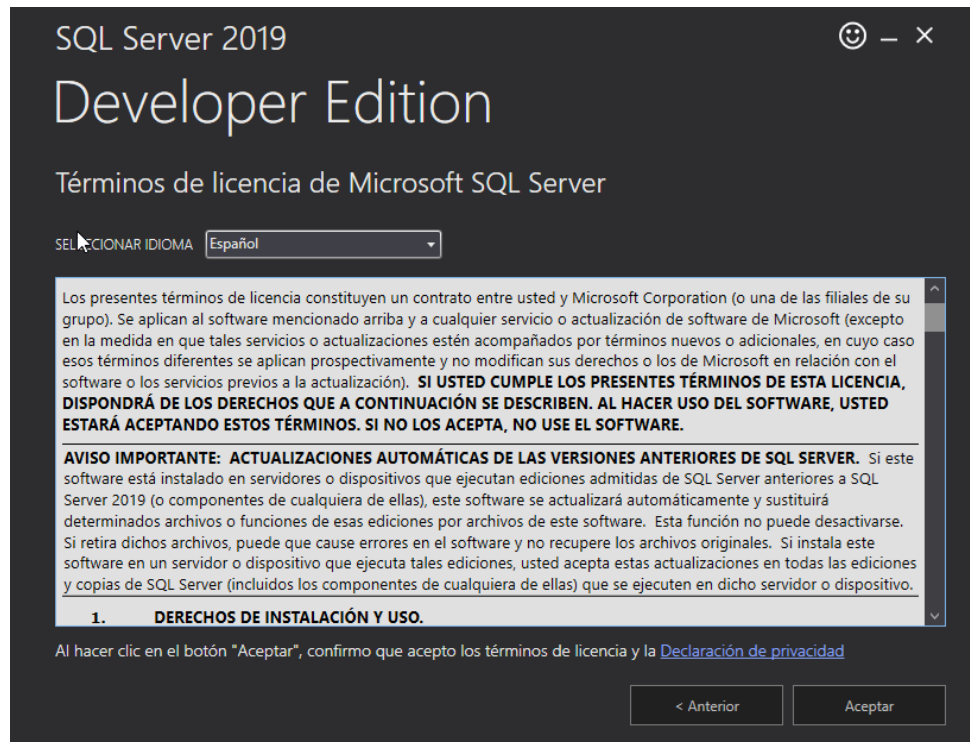 SQL Server 2019
Developer Edition
Términos de licencia de Microsoft SQL Server
SELECCIONAR IDIOMA Español
Los presentes términos de licencia constituyen un contrato entre usted y Microsoft Corporation (o una de las filiales de su
grupo). Se aplican al software mencionado arriba y a cualquier servicio o actualización de software de Microsoft (excepto
en la medida en que tales servicios o actualizaciones estén acompañados por términos nuevos o adicionales, en cuyo caso
esos términos diferentes se aplican prospectivamente y no modifican sus derechos o los de Microsoft en relación con el
software o los servicios previos a la actualización). SI USTED CUMPLE LOS PRESENTES TÉRMINOS DE ESTA LICENCIA,
DISPONDRÁ DE LOS DERECHOS QUE A CONTINUACIÓN SE DESCRIBEN. AL HACER USO DEL SOFTWARE, USTED
ESTARÁ ACEPTANDO ESTOS TÉRMINOS. SI NO LOS ACEPTA, NO USE EL SOFTWARE.
AVISO IMPORTANTE: ACTUALIZACIONES AUTOMÁTICAS DE LAS VERSIONES ANTERIORES DE SQL SERVER. Si este
software está instalado en servidores o dispositivos que ejecutan ediciones admitidas de SQL Server anteriores a SQL
Server 2019 (o componentes de cualquiera de ellas), este software se actualizará automáticamente y sustituirá
determinados archivos o funciones de esas ediciones por archivos de este software. Esta función no puede desactivarse.
Si retira dichos archivos, puede que cause errores en el software y no recupere los archivos originales. Si instala este
software en un servidor o dispositivo que ejecuta tales ediciones, usted acepta estas actualizaciones en todas las ediciones
y copias de SQL Server (incluidos los componentes de cualquiera de ellas) que se ejecuten en dicho servidor o dispositivo.
1. DERECHOS DE INSTALACIÓN Y USO.
Al hacer clic en el botón "Aceptar", confirmo que acepto los términos de licencia y la Declaración de privacidad
< Anterior
Aceptar